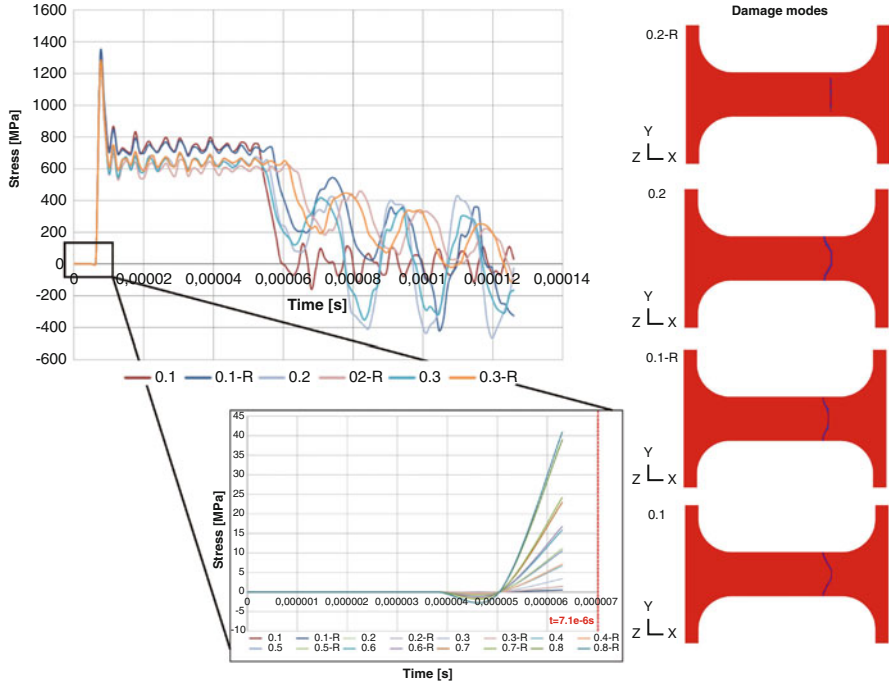 1600
1400
1200
1000
800
600
400
200
0
-200
-400
-600
Stress [MPa]
0 0,00002 0,00004 0,00006 0,00008 0,0001 0,00012 0,00014
Time [s]
0.1 0.1-R 0.2 02-R 0.3 0.3-R
45
40
35
30
25
20
15
10
5
0
-5
-10
Stress [MPa]
0 0,000001 0,000002 0,000003 0,000004 0,000005 0,000006 0,000007
t=7.1e-6s
0.1 0.1-R 0.2 0.2-R 0.3 0.3-R 0.4 0.4-R
0.5 0.5-R 0.6 0.6-R 0.7 0.7-R 0.8 0.8-R
Time [s]
Damage modes
0.2-R
Y
Z X
0.2
Y
Z X
0.1-R
Y
Z X
0.1
Y
Z X